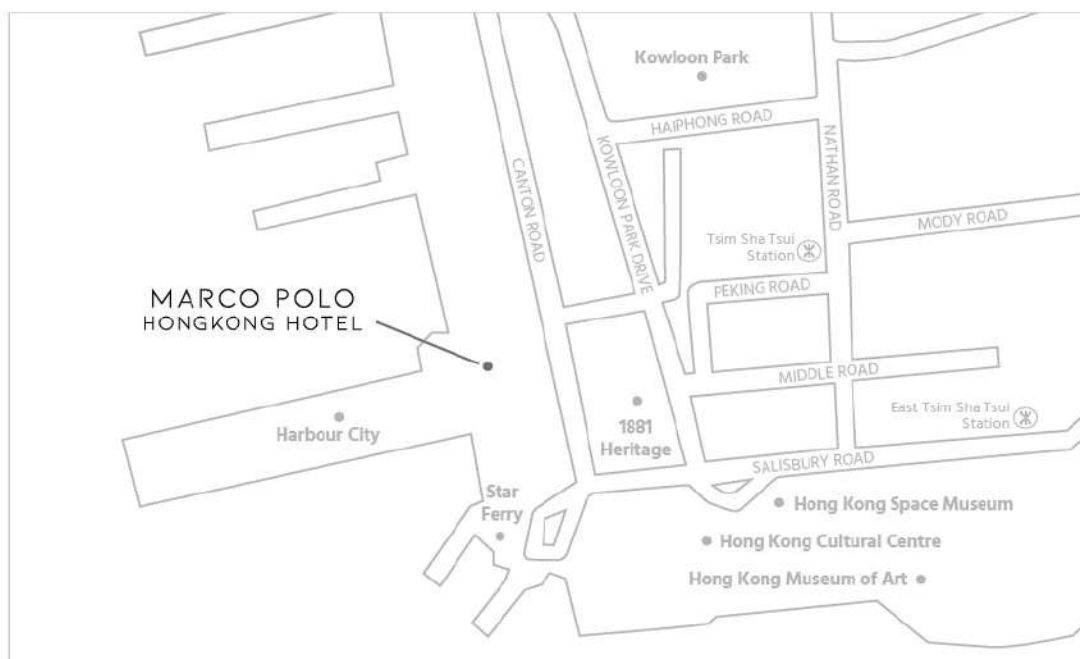 Kowloon Park
HAIPHONG ROAD
NATHAN ROAD
KOWLOON PARK DRIVE
CANTON ROAD
MODY ROAD
Tsim Sha Tsui
Station
PEKING ROAD
MARCO POLO
HONGKONG HOTEL
MIDDLE ROAD
East Tsim Sha Tsui
Station
Harbour City
1881
Heritage
SALISBURY ROAD
Star
Ferry
Hong Kong Space Museum
Hong Kong Cultural Centre
Hong Kong Museum of Art